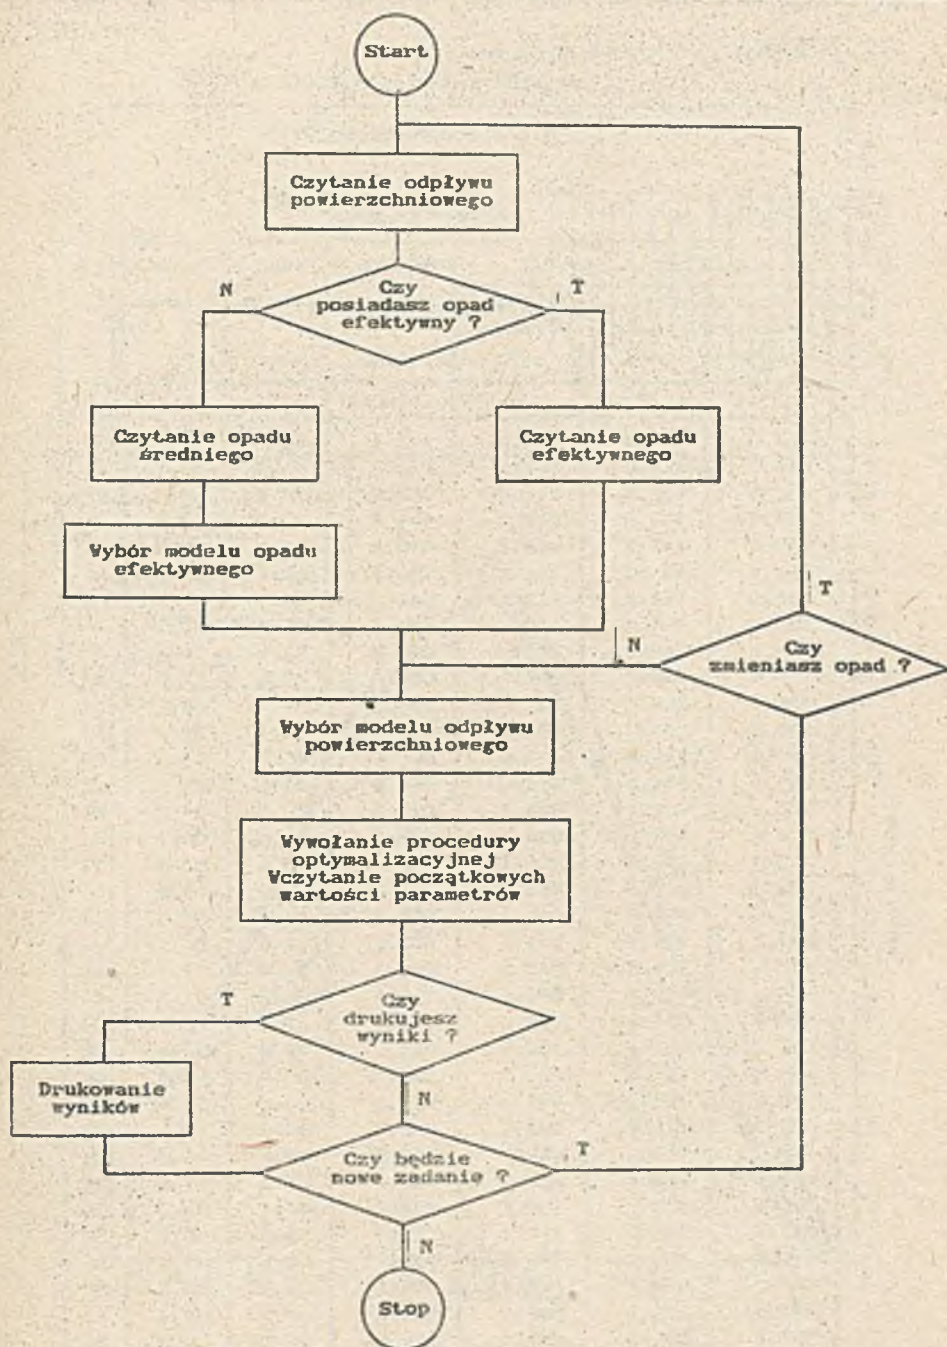 Start
Czytanie odpływu
powierzchniowego
N
Czy
posiadasz opad
efektywny ?
T
Czytanie opadu
średniego
Czytanie opadu
efektywnego
Wybór modelu opadu
efektywnego
T
N
Czy
zmieniasz opad ?
Wybór modelu odpływu
powierzchniowego
Wywołanie procedury
optymalizacyjnej
Wczytanie początkowych
wartości parametrów
T
Czy
drukujesz
wyniki ?
Drukowanie
wyników
N
Czy będzie
nowe zadanie ?
T
N
Stop